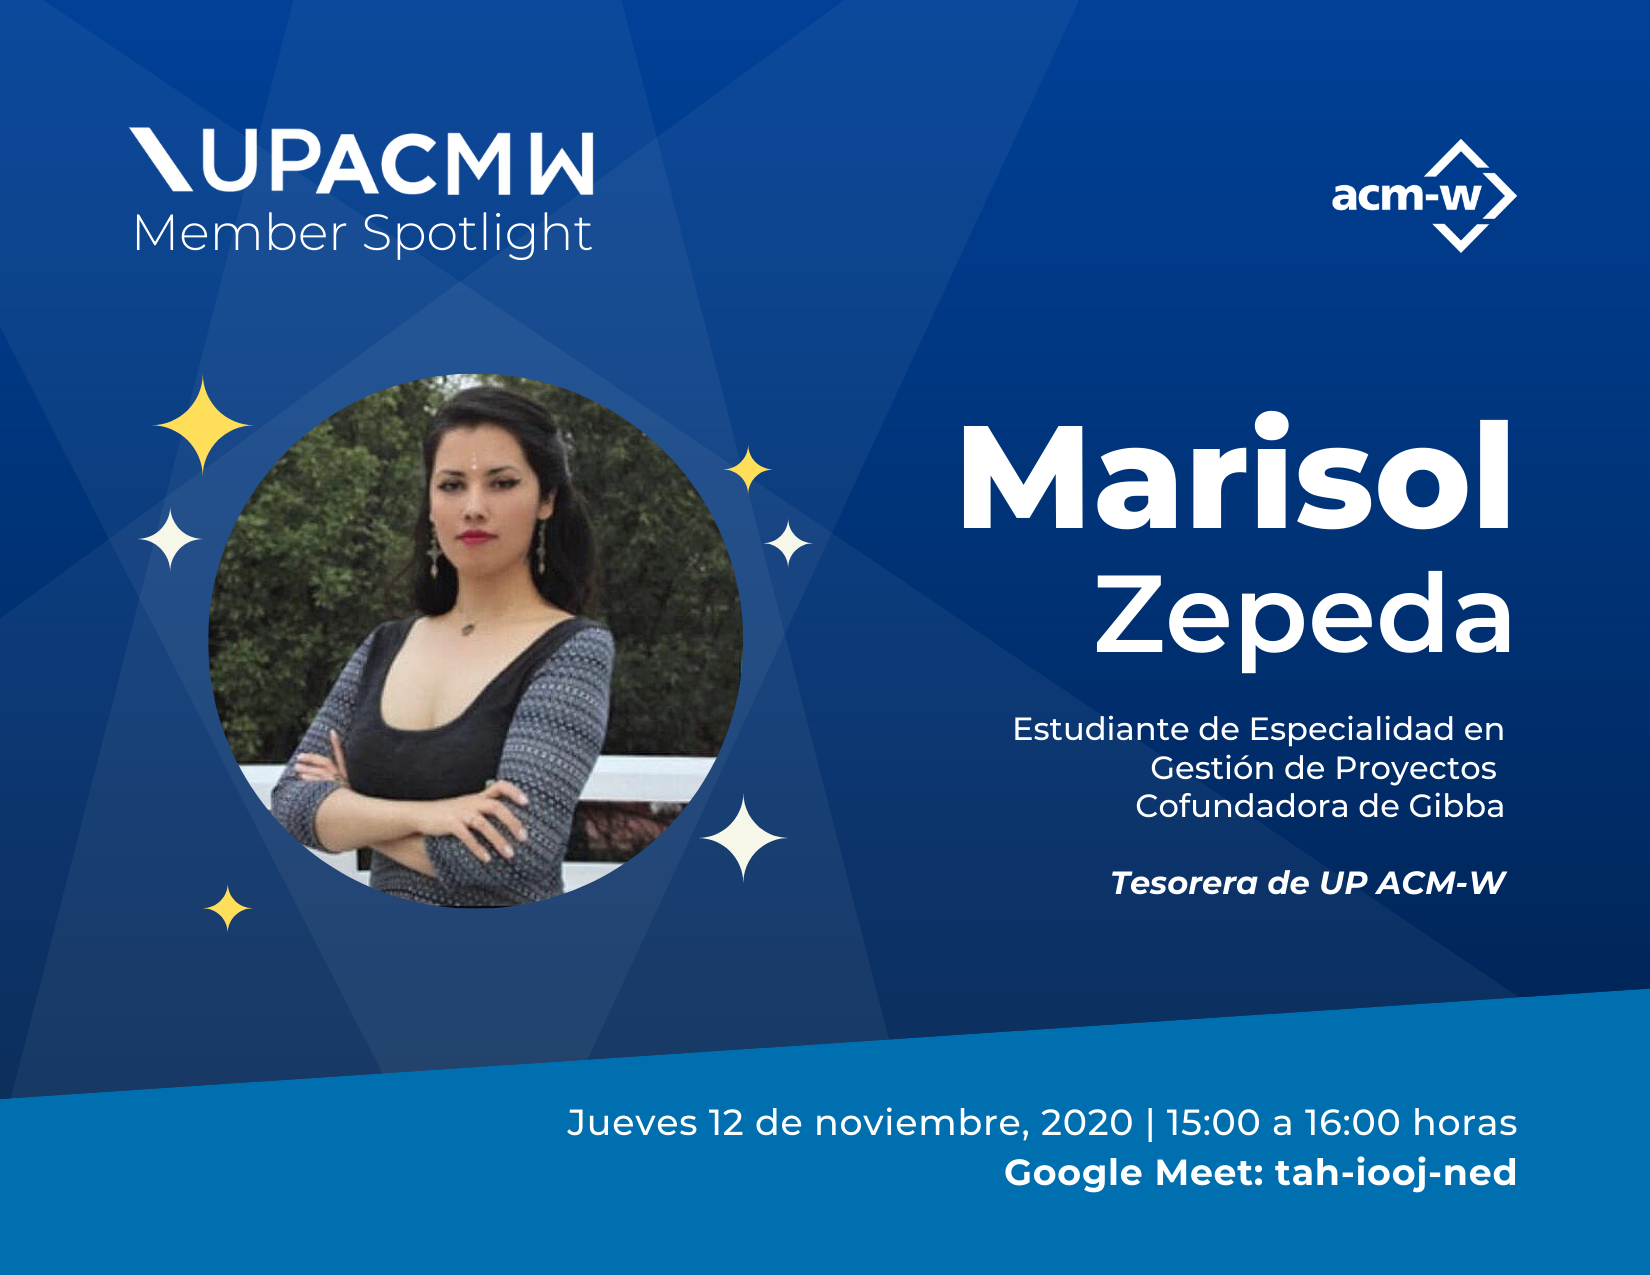 UPACMW
Member Spotlight
acm-w
Marisol
Zepeda
Estudiante de Especialidad en
Gestión de Proyectos
Cofundadora de Gibba
Tesorera de UP ACM-W
Jueves 12 de noviembre, 2020 | 15:00 a 16:00 horas
Google Meet: tah-iooj-ned